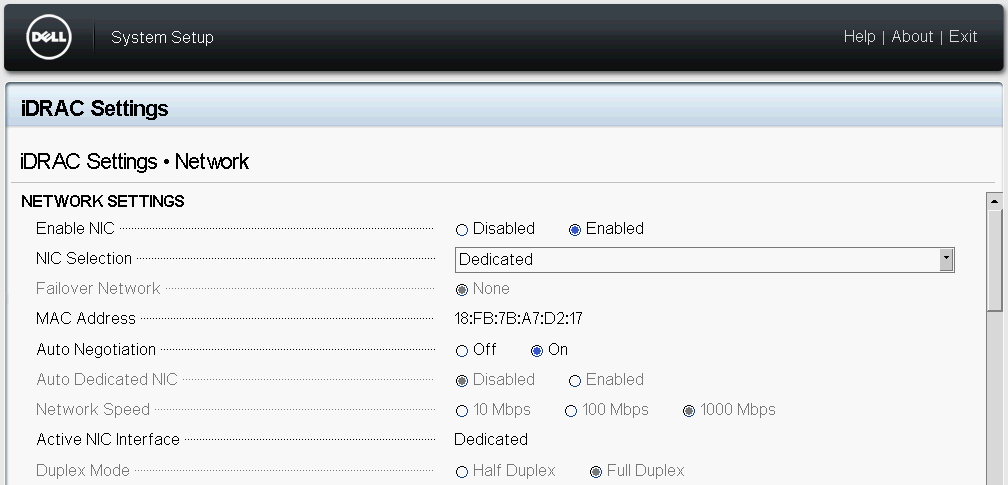 DELL System Setup Help | About | Exit
iDRAC Settings
iDRAC Settings • Network
NETWORK SETTINGS
Enable NIC Disabled Enabled
NIC Selection Dedicated
Failover Network None
MAC Address 18:FB:7B:A7:D2:17
Auto Negotiation Off On
Auto Dedicated NIC Disabled Enabled
Network Speed 10 Mbps 100 Mbps 1000 Mbps
Active NIC Interface Dedicated
Duplex Mode Half Duplex Full Duplex